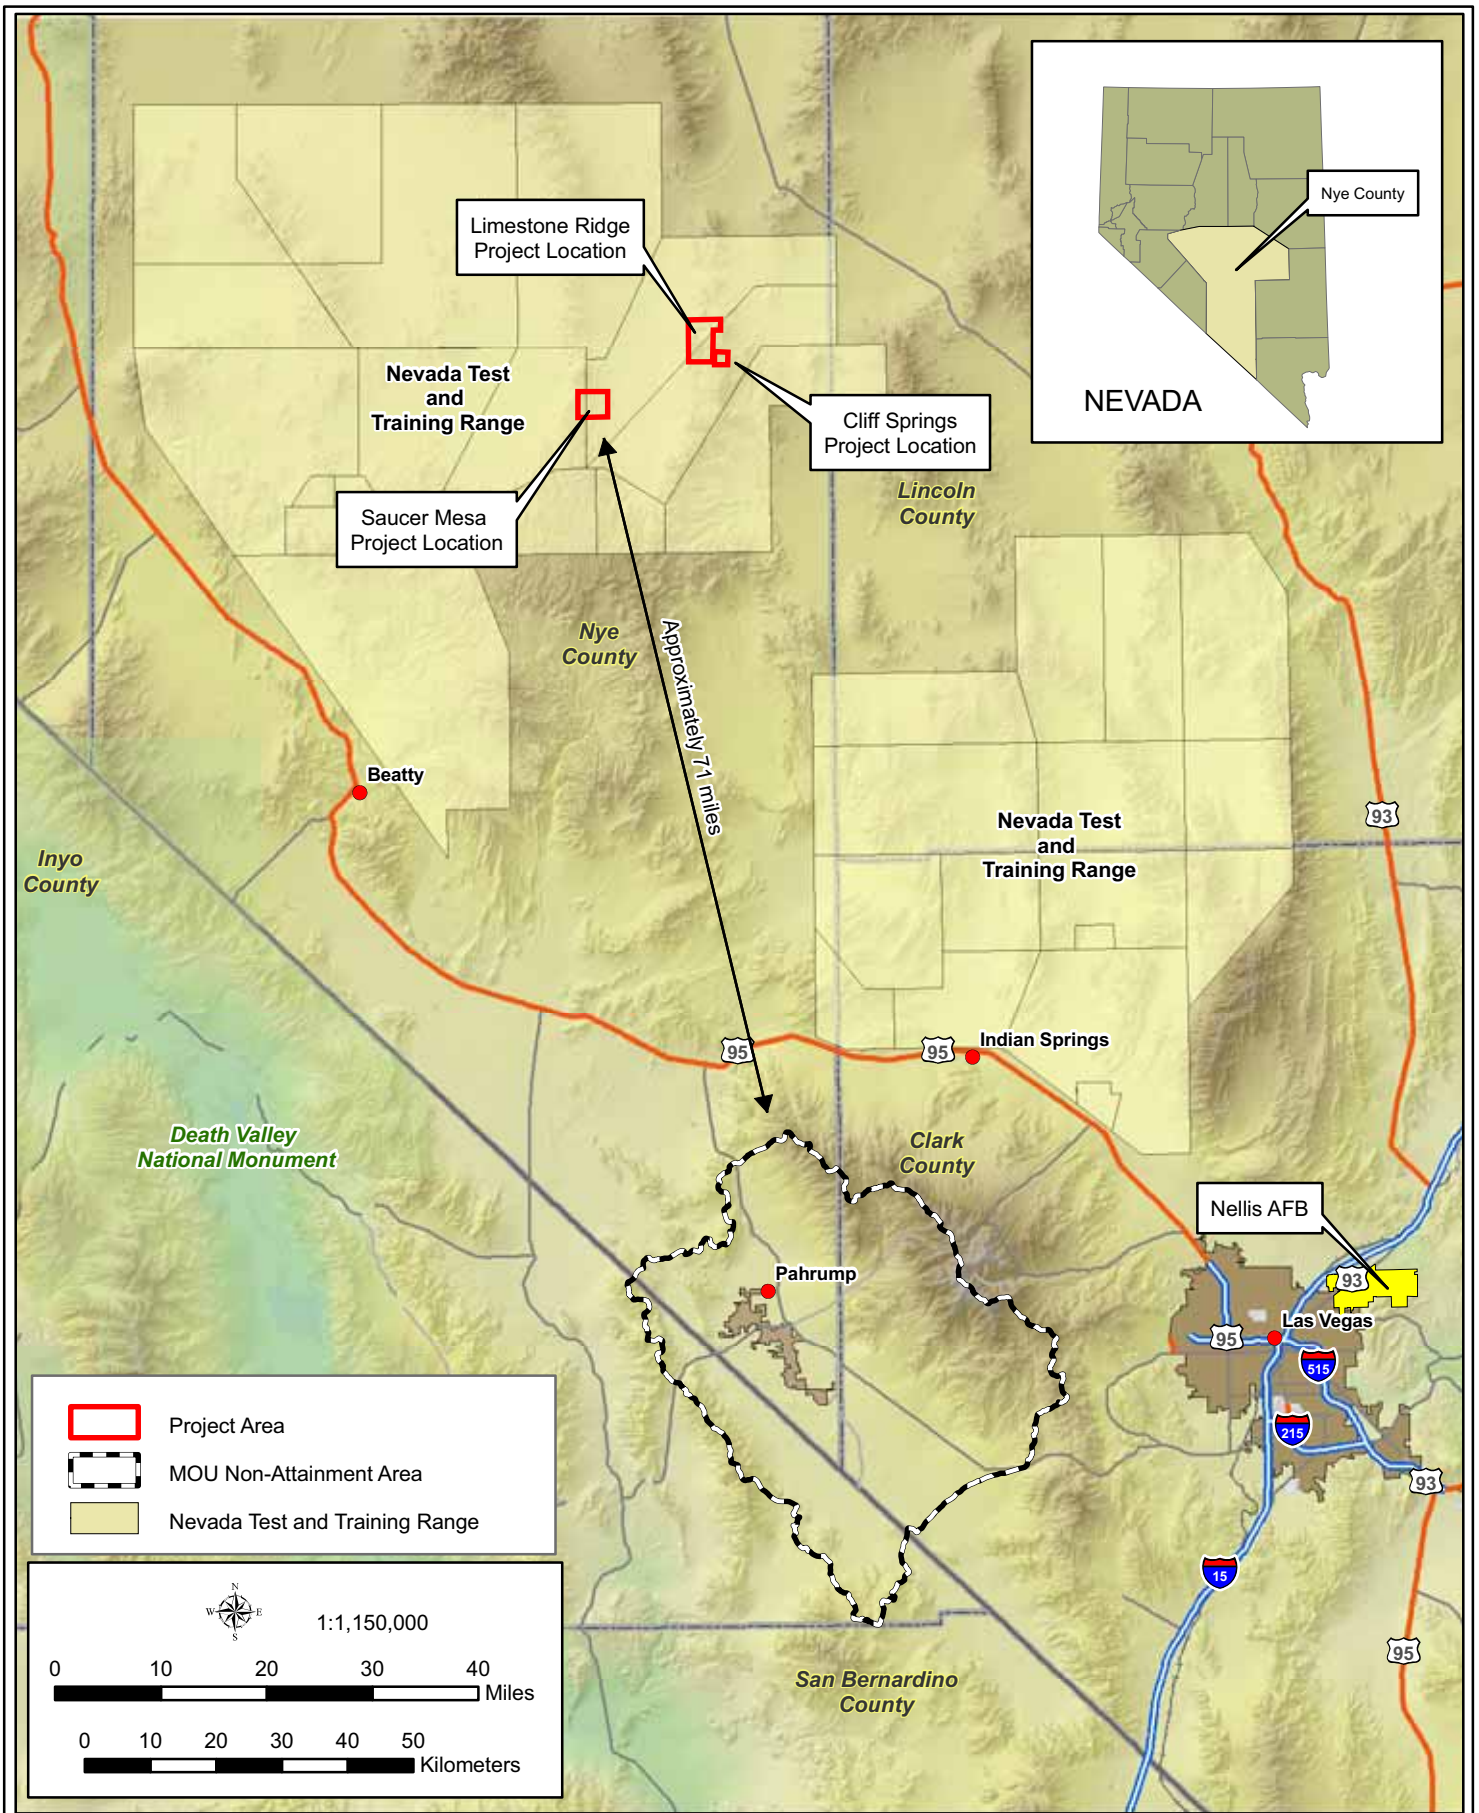 Limestone Ridge
Project Location
Nye County
NEVADA
Nevada Test
and
Training Range
Cliff Springs
Project Location
Saucer Mesa
Project Location
Lincoln
County
Nye
County
Approximately 71 miles
Beatty
93
Nevada Test
and
Training Range
Inyo
County
95
95
Indian Springs
Death Valley
National Monument
Clark
County
Nellis AFB
Pahrump
93
Las Vegas
95
515
215
93
15
95
San Bernardino
County
Project Area
MOU Non-Attainment Area
Nevada Test and Training Range
N
W E
S
1:1,150,000
0 10 20 30 40
Miles
0 10 20 30 40 50
Kilometers